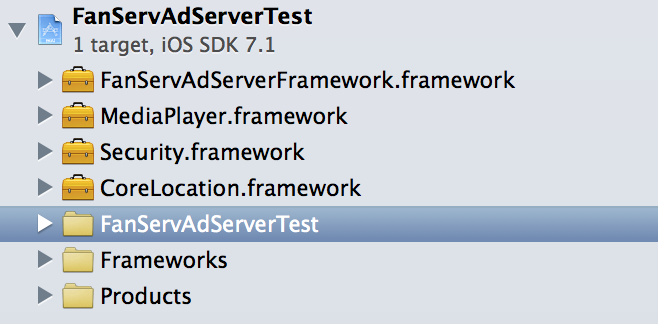 FanServAdServerTest
1 target, iOS SDK 7.1
FanServAdServerFramework.framework
MediaPlayer.framework
Security.framework
CoreLocation.framework
FanServAdServerTest
Frameworks
Products